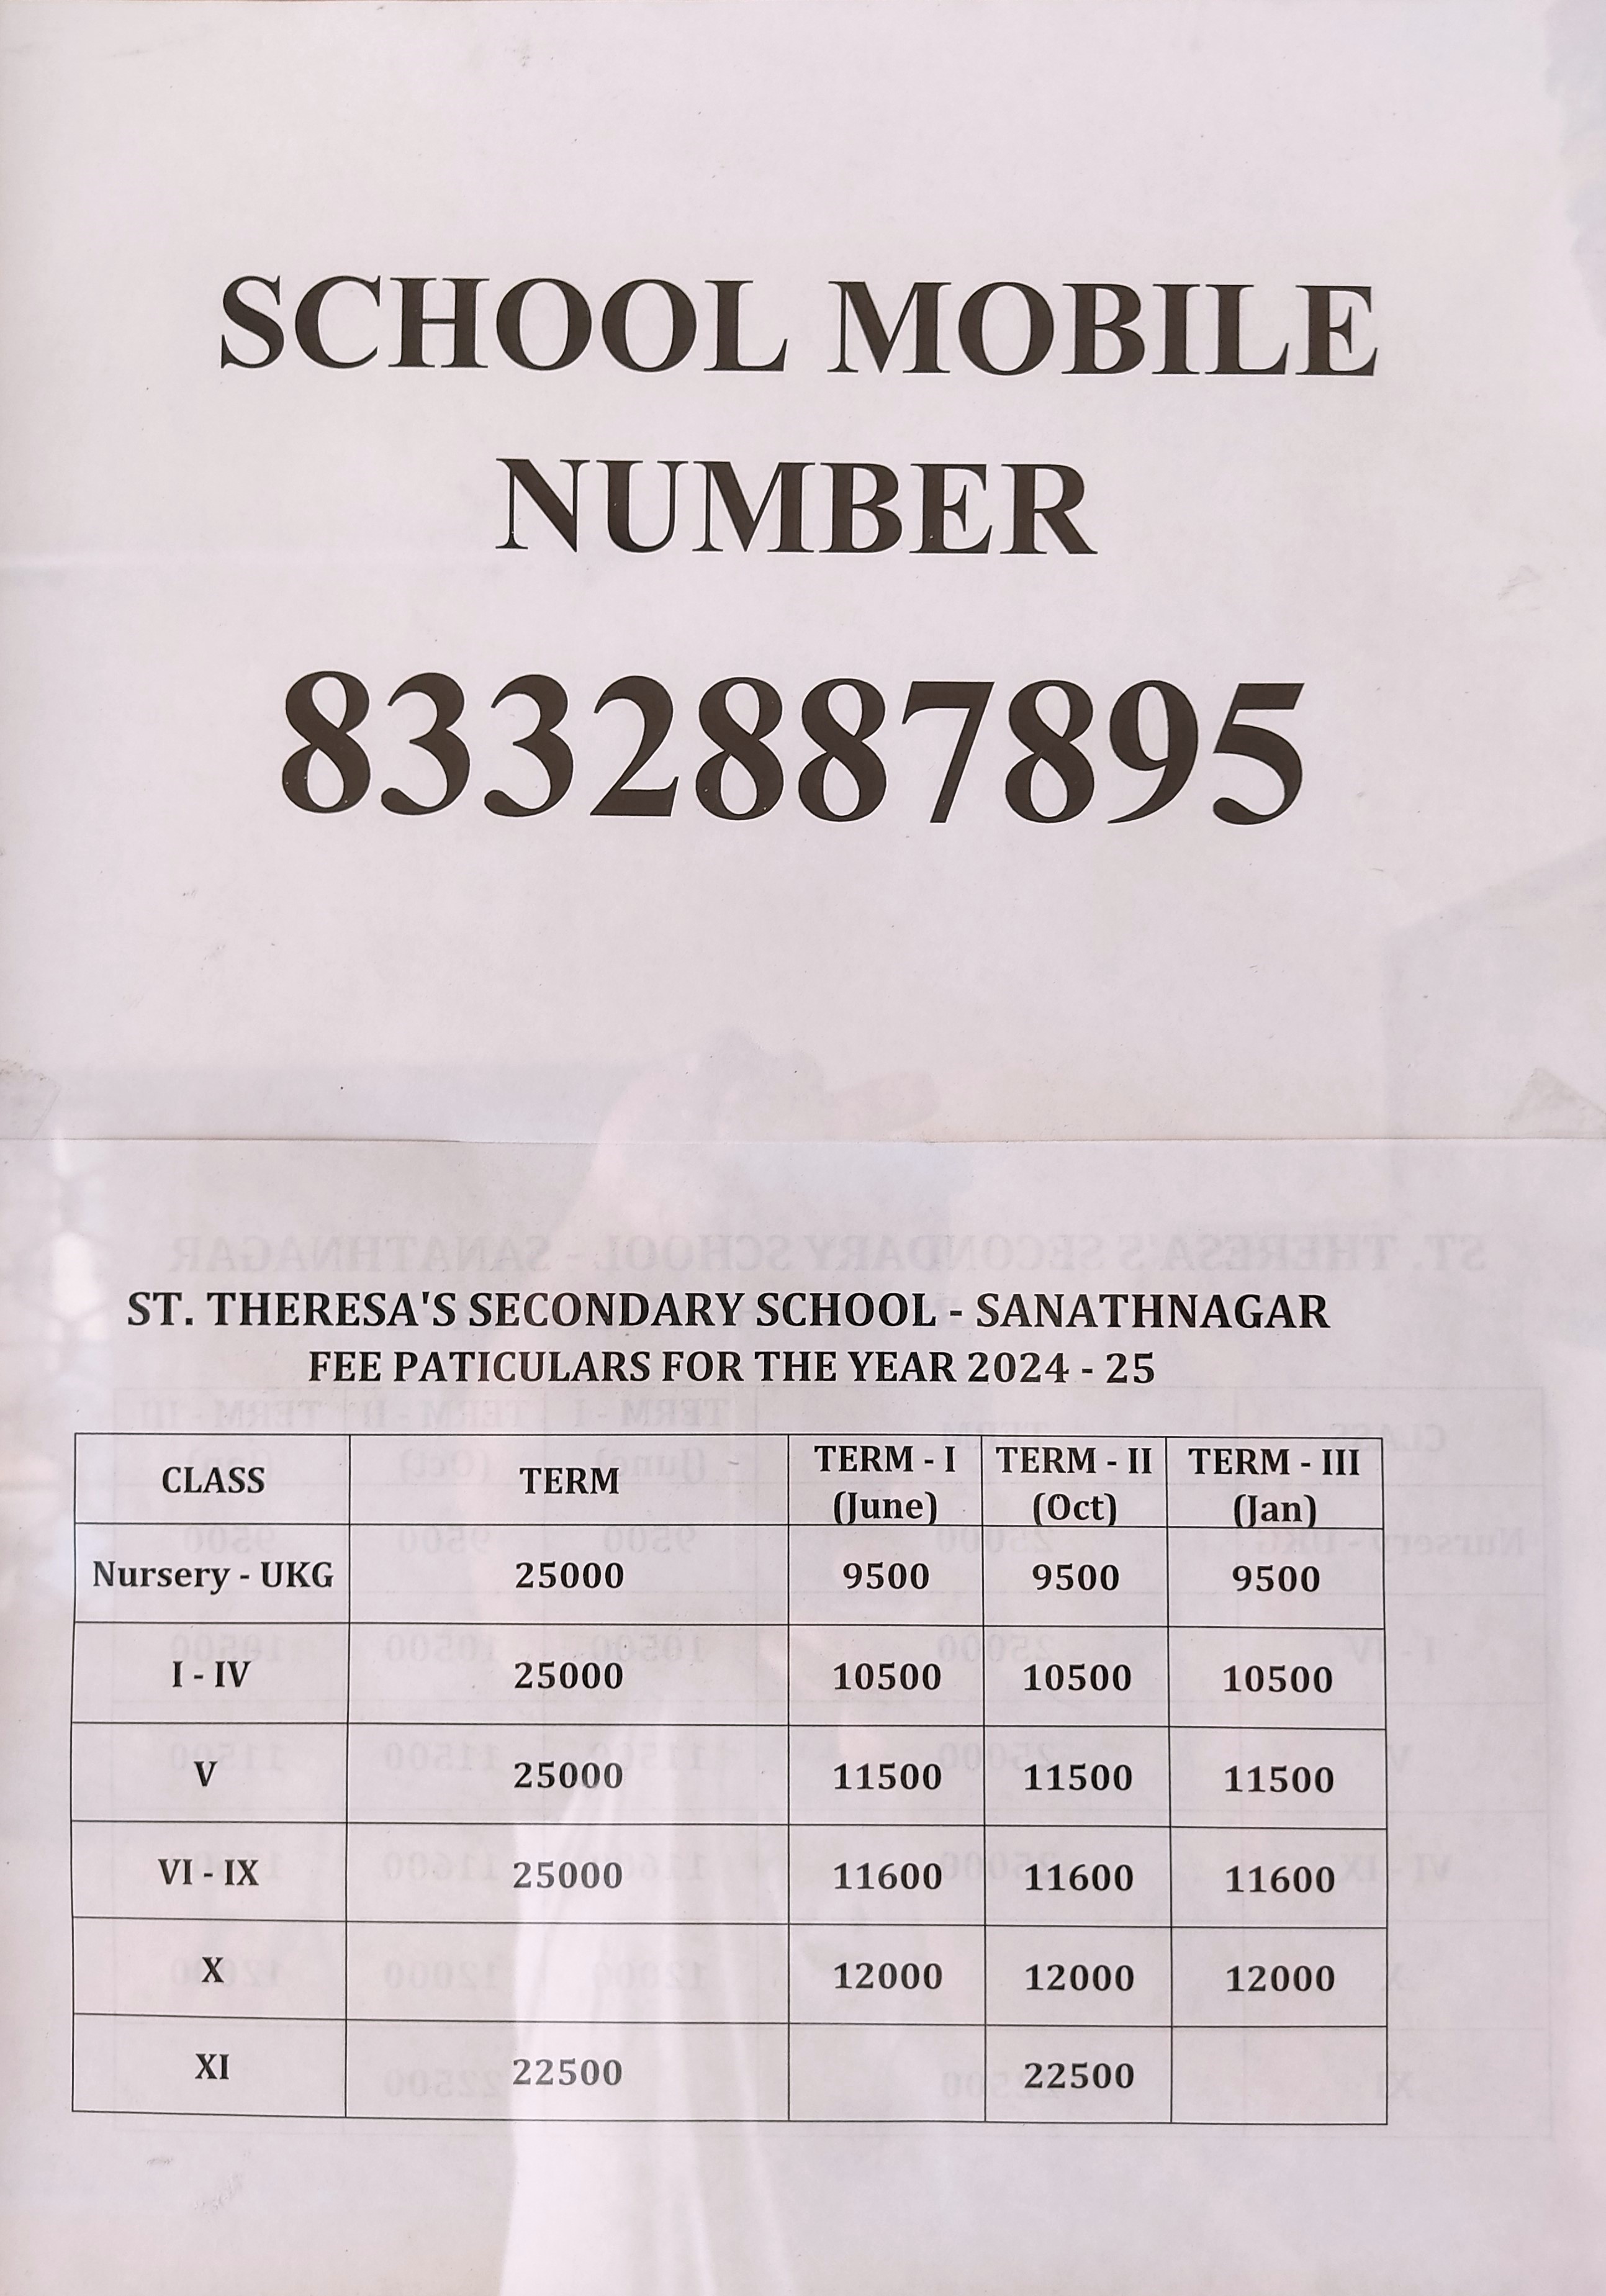 SCHOOL MOBILE
NUMBER
8332887895
ST. THERESA'S SECONDARY SCHOOL - SANATHNAGAR
FEE PATICULARS FOR THE YEAR 2024 - 25
CLASS TERM TERM - I (June) TERM - II (Oct) TERM - III (Jan)
Nursery - UKG 25000 9500 9500 9500
I - IV 25000 10500 10500 10500
V 25000 11500 11500 11500
VI - IX 25000 11600 11600 11600
X 12000 12000 12000
XI 22500 22500